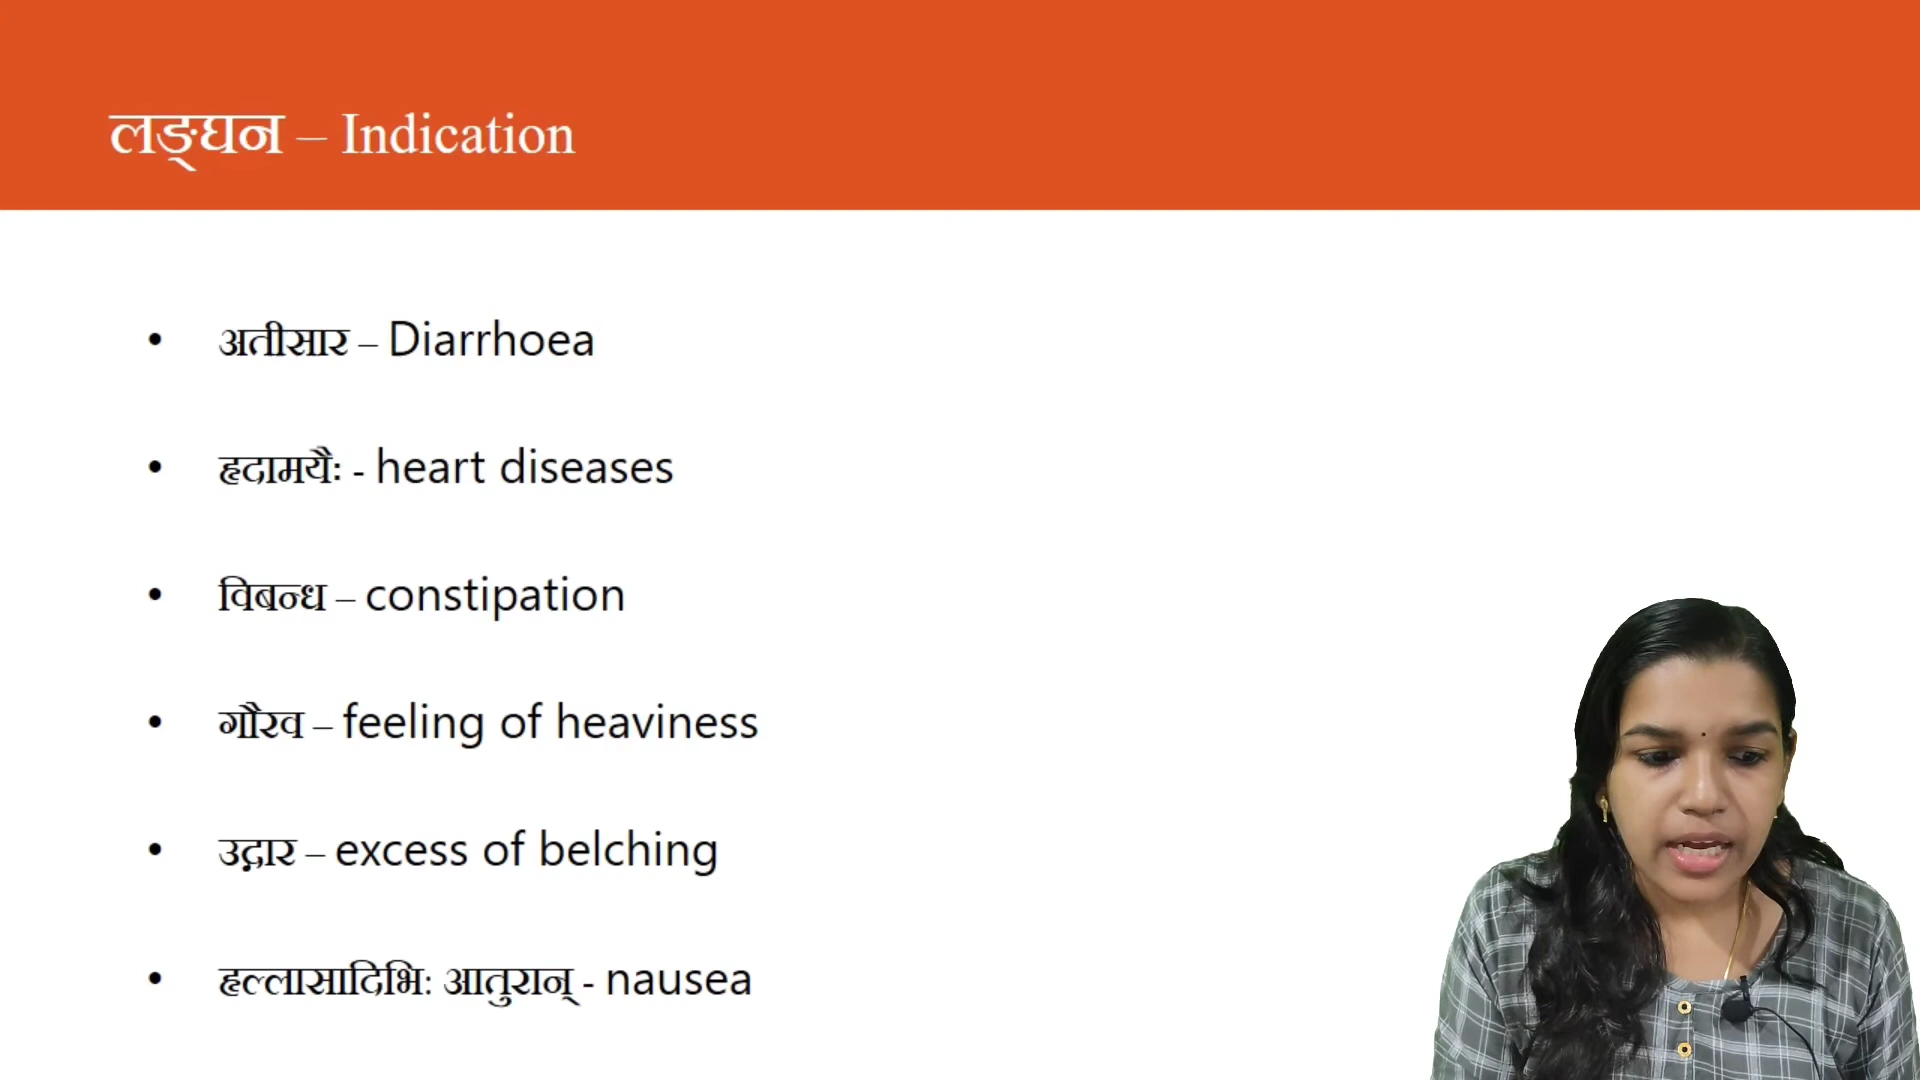 लङ्घन – Indication
• अतीसार – Diarrhoea
• हृदामयैः - heart diseases
• विबन्ध – constipation
• गौरव – feeling of heaviness
• उद्गार – excess of belching
• हृल्लासादिभिः आतुरान् - nausea